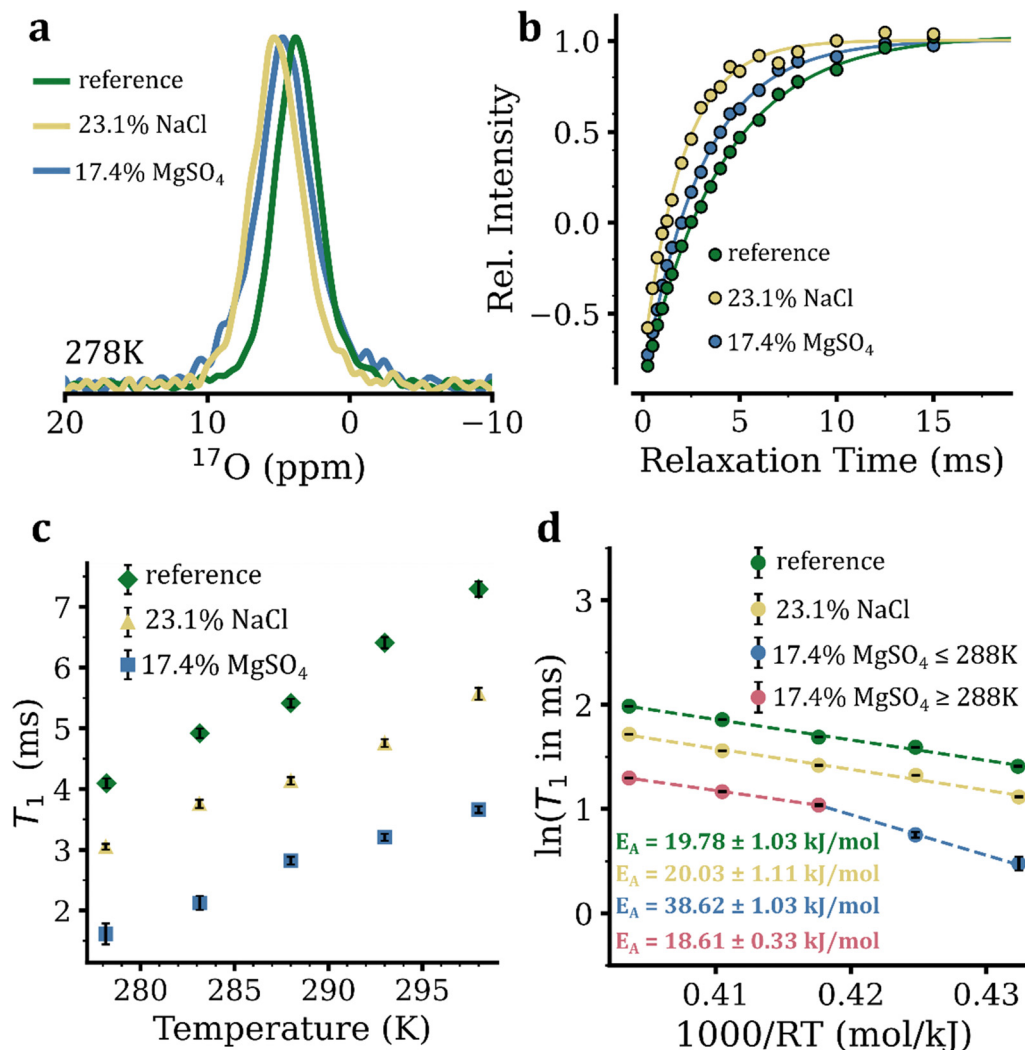 a
reference
23.1% NaCl
17.4% MgSO₄
278K
20
10
0
−10
¹⁷O (ppm)
b
1.0
0.5
0.0
−0.5
Rel. Intensity
reference
23.1% NaCl
17.4% MgSO₄
0
5
10
15
Relaxation Time (ms)
c
reference
23.1% NaCl
17.4% MgSO₄
7
6
5
4
3
2
T₁ (ms)
280
285
290
295
Temperature (K)
d
reference
23.1% NaCl
17.4% MgSO₄ ≤ 288K
17.4% MgSO₄ ≥ 288K
3
2
1
0
ln(T₁ in ms)
E_A = 19.78 ± 1.03 kJ/mol
E_A = 20.03 ± 1.11 kJ/mol
E_A = 38.62 ± 1.03 kJ/mol
E_A = 18.61 ± 0.33 kJ/mol
0.41
0.42
0.43
1000/RT (mol/kJ)